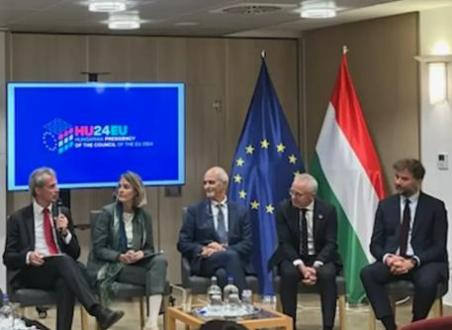 HU24EU
HUNGARIAN PRESIDENCY
OF THE COUNCIL OF THE EU 2024